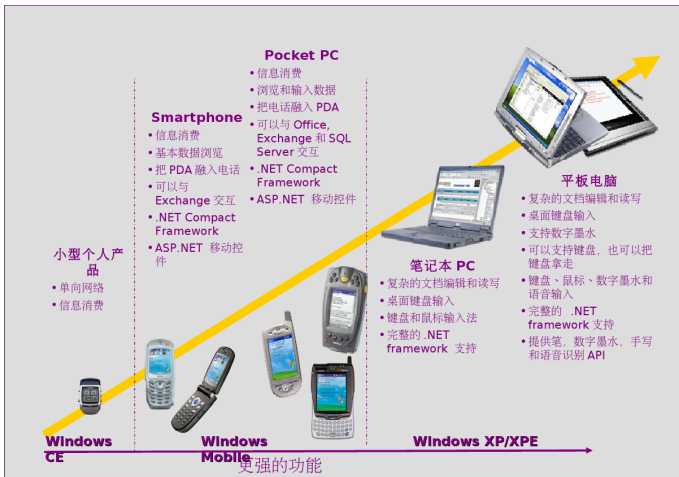 小型个人产
品
• 单向网络
• 信息消费
Smartphone
• 信息消费
• 基本数据浏览
• 把 PDA 融入电话
• 可以与
Exchange 交互
• .NET Compact
Framework
• ASP.NET 移动控
件
Pocket PC
• 信息消费
• 浏览和输入数据
• 把电话融入 PDA
• 可以与 Office,
Exchange 和 SQL
Server 交互
• .NET Compact
Framework
• ASP.NET 移动控件
笔记本 PC
• 复杂的文档编辑和读写
• 桌面键盘输入
• 键盘和鼠标输入法
• 完整的 .NET
framework 支持
平板电脑
• 复杂的文档编辑和读写
• 桌面键盘输入
• 支持数字墨水
• 可以支持键盘，也可以把
键盘拿走
• 键盘、鼠标、数字墨水和
语音输入
• 完整的 .NET
framework 支持
• 提供笔，数字墨水，手写
和语音识别 API
Windows
CE
Windows
Mobile
Windows XP/XPE
更强的功能